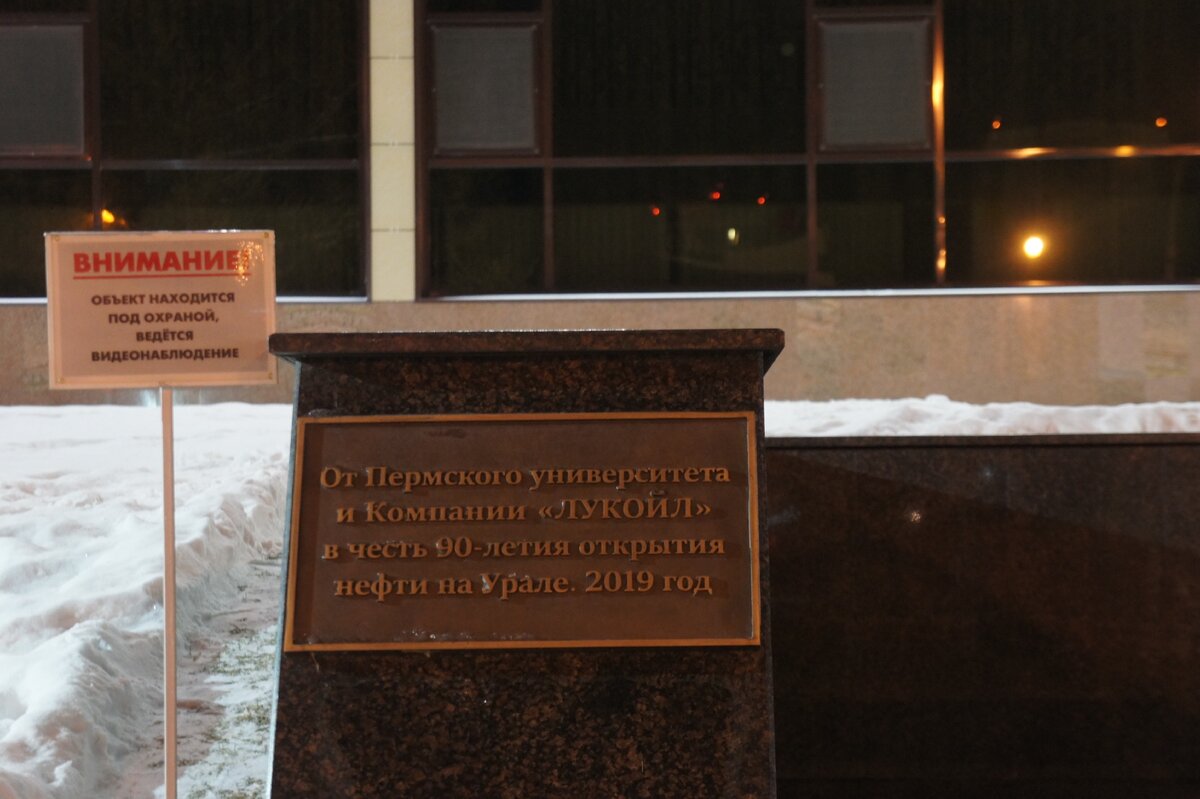 ВНИМАНИЕ!
ОБЪЕКТ НАХОДИТСЯ
ПОД ОХРАНОЙ,
ВЕДЁТСЯ
ВИДЕОНАБЛЮДЕНИЕ
От Пермского университета
и Компании «ЛУКОЙЛ»
в честь 90-летия открытия
нефти на Урале. 2019 год